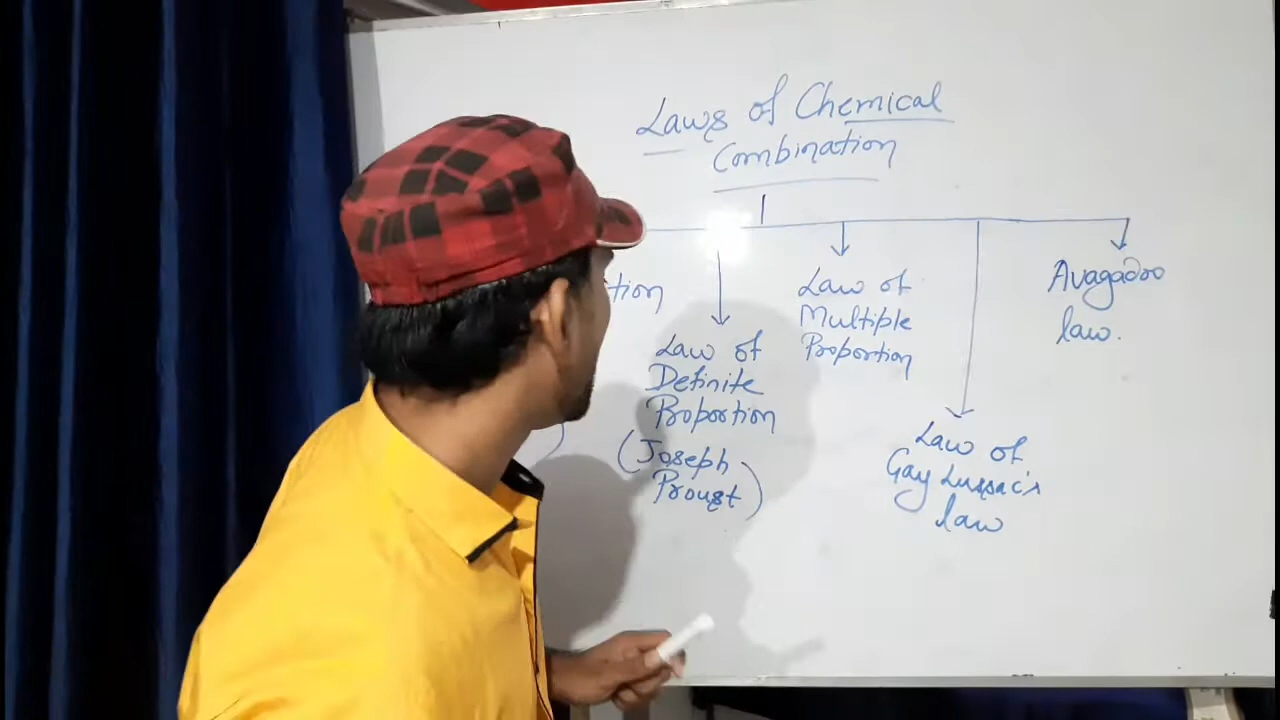 Laws of Chemical
Combination
tion
Law of
Definite
Proportion
(Joseph
Proust)
Law of
Multiple
Proportion
Law of
Gay Lussac's
law
Avagadro
law.